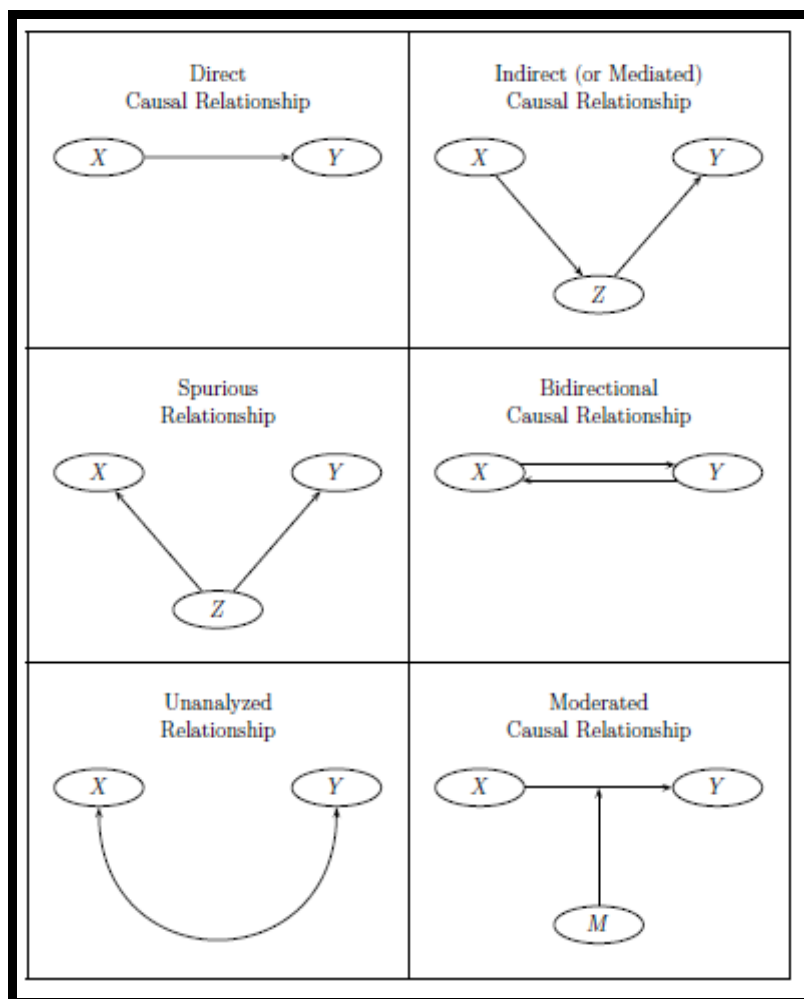 Direct
Causal Relationship
X
Y
Indirect (or Mediated)
Causal Relationship
X
Y
Z
Spurious
Relationship
X
Y
Z
Bidirectional
Causal Relationship
X
Y
Unanalyzed
Relationship
X
Y
Moderated
Causal Relationship
X
Y
M